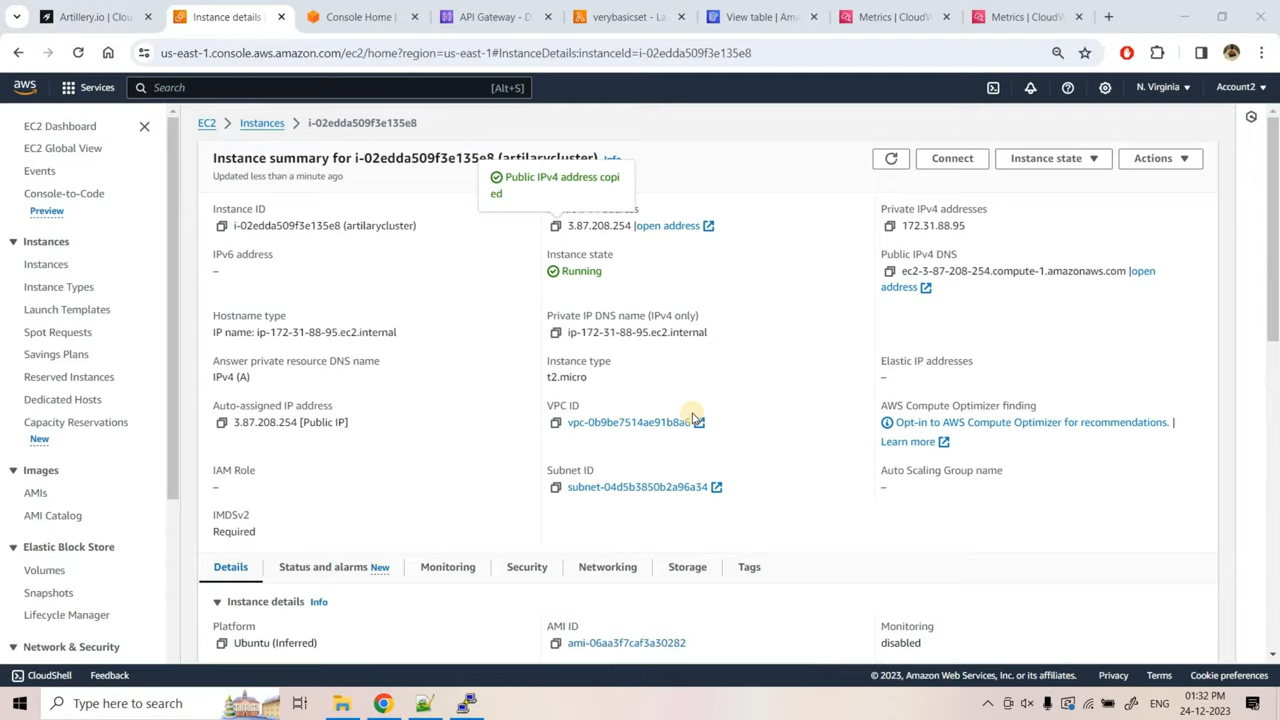 Artillery.io | Clou
Instance details |
Console Home |
API Gateway - D
verybasicset - La
View table | Ama
Metrics | CloudW
Metrics | CloudW
us-east-1.console.aws.amazon.com/ec2/home?region=us-east-1#InstanceDetails:instanceId=i-02edda509f3e135e8
aws
Services
Search
[Alt+S]
N. Virginia
Account2
EC2 Dashboard
EC2 Global View
Events
Console-to-Code
Preview
Instances
Instances
Instance Types
Launch Templates
Spot Requests
Savings Plans
Reserved Instances
Dedicated Hosts
Capacity Reservations
New
Images
AMIs
AMI Catalog
Elastic Block Store
Volumes
Snapshots
Lifecycle Manager
Network & Security
EC2 > Instances > i-02edda509f3e135e8
Instance summary for i-02edda509f3e135e8 (artilarycluster) Info
Updated less than a minute ago
Connect
Instance state
Actions
Public IPv4 address copi
ed
Instance ID
i-02edda509f3e135e8 (artilarycluster)
3.87.208.254 |open address
Private IPv4 addresses
172.31.88.95
IPv6 address
–
Instance state
Running
Public IPv4 DNS
ec2-3-87-208-254.compute-1.amazonaws.com |open
address
Hostname type
IP name: ip-172-31-88-95.ec2.internal
Private IP DNS name (IPv4 only)
ip-172-31-88-95.ec2.internal
Answer private resource DNS name
IPv4 (A)
Instance type
t2.micro
Elastic IP addresses
–
Auto-assigned IP address
3.87.208.254 [Public IP]
VPC ID
vpc-0b9be7514ae91b8a6
AWS Compute Optimizer finding
Opt-in to AWS Compute Optimizer for recommendations. |
Learn more
IAM Role
–
Subnet ID
subnet-04d5b3850b2a96a34
Auto Scaling Group name
–
IMDSv2
Required
Details
Status and alarms New
Monitoring
Security
Networking
Storage
Tags
Instance details Info
Platform
Ubuntu (Inferred)
AMI ID
ami-06aa3f7caf3a30282
Monitoring
disabled
CloudShell
Feedback
© 2023, Amazon Web Services, Inc. or its affiliates.
Privacy
Terms
Cookie preferences
Type here to search
ENG
01:32 PM
24-12-2023